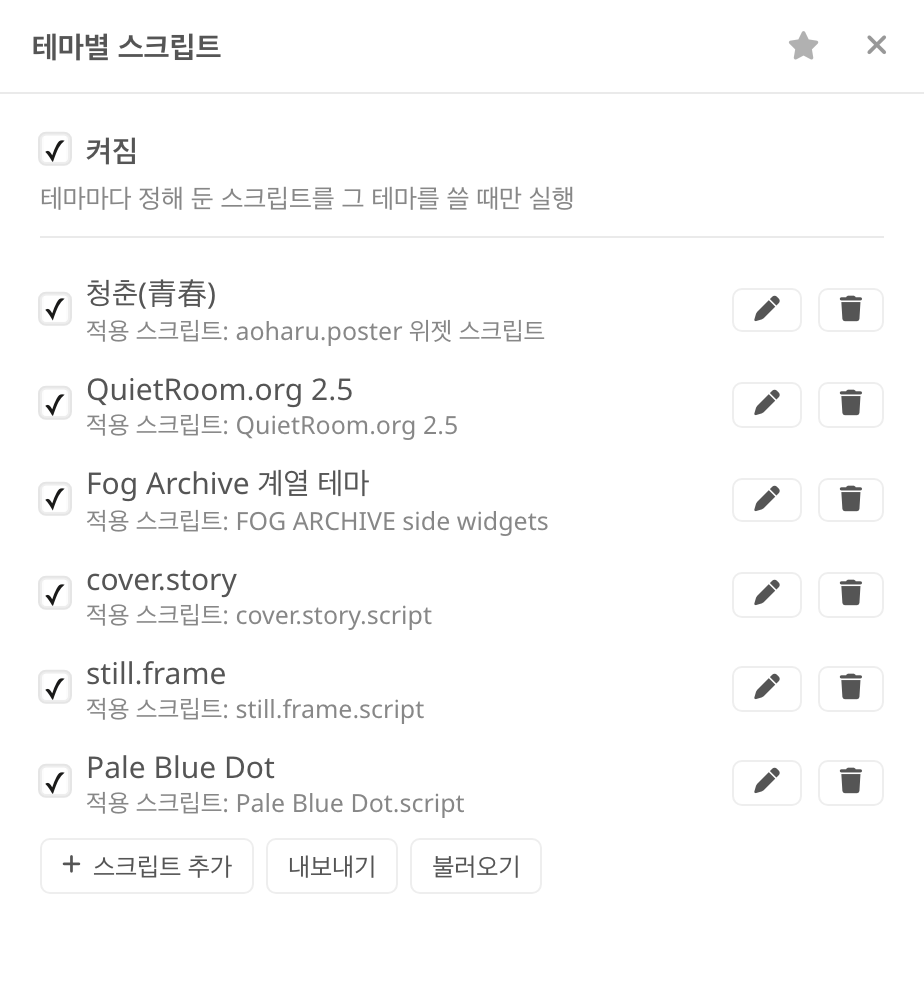 테마별 스크립트
켜짐
테마마다 정해 둔 스크립트를 그 테마를 쓸 때만 실행
청춘(青春)
적용 스크립트: aoharu.poster 위젯 스크립트
QuietRoom.org 2.5
적용 스크립트: QuietRoom.org 2.5
Fog Archive 계열 테마
적용 스크립트: FOG ARCHIVE side widgets
cover.story
적용 스크립트: cover.story.script
still.frame
적용 스크립트: still.frame.script
Pale Blue Dot
적용 스크립트: Pale Blue Dot.script
+ 스크립트 추가 내보내기 불러오기